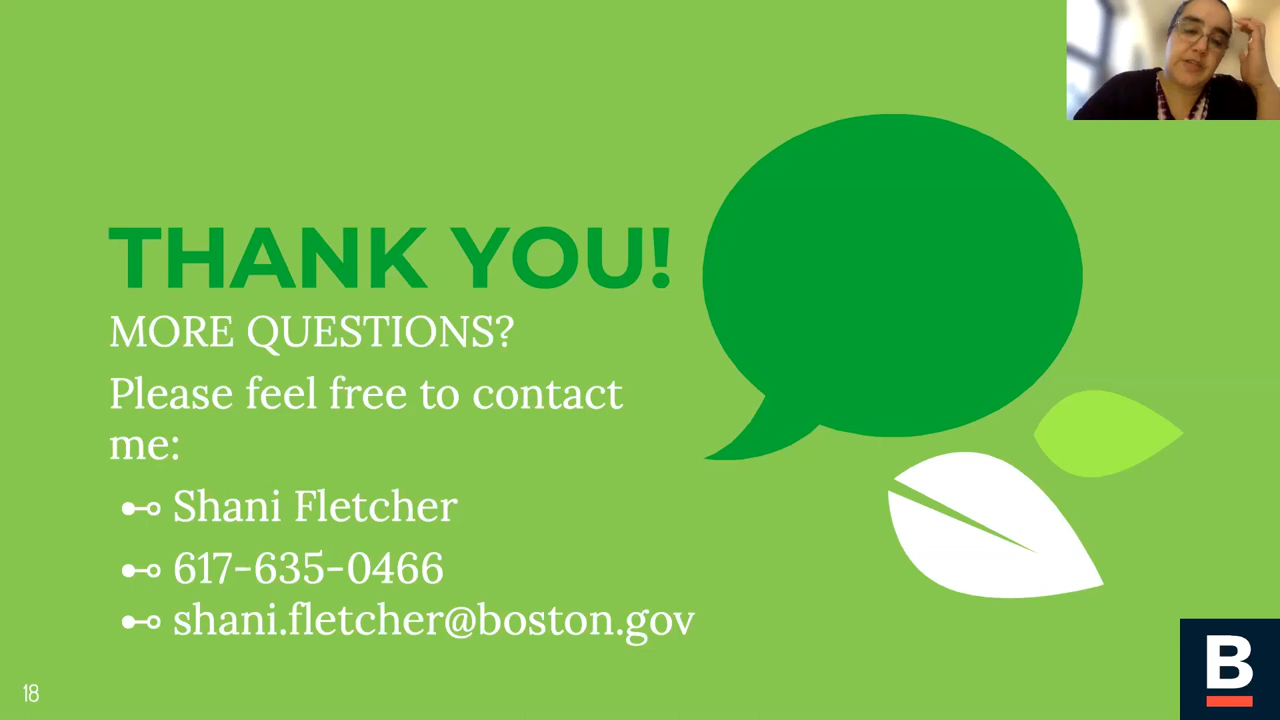 THANK YOU!
MORE QUESTIONS?
Please feel free to contact
me:
Shani Fletcher
617-635-0466
shani.fletcher@boston.gov
18
B